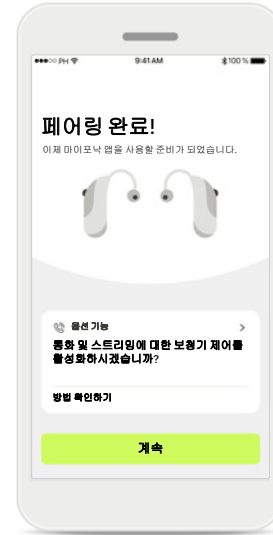 PH 9:41 AM 100 %
페어링 완료!
이제 마이포낙 앱을 사용할 준비가 되었습니다.
옵션 기능
통화 및 스트리밍에 대한 보청기 제어를
활성화하시겠습니까?
방법 확인하기
계속